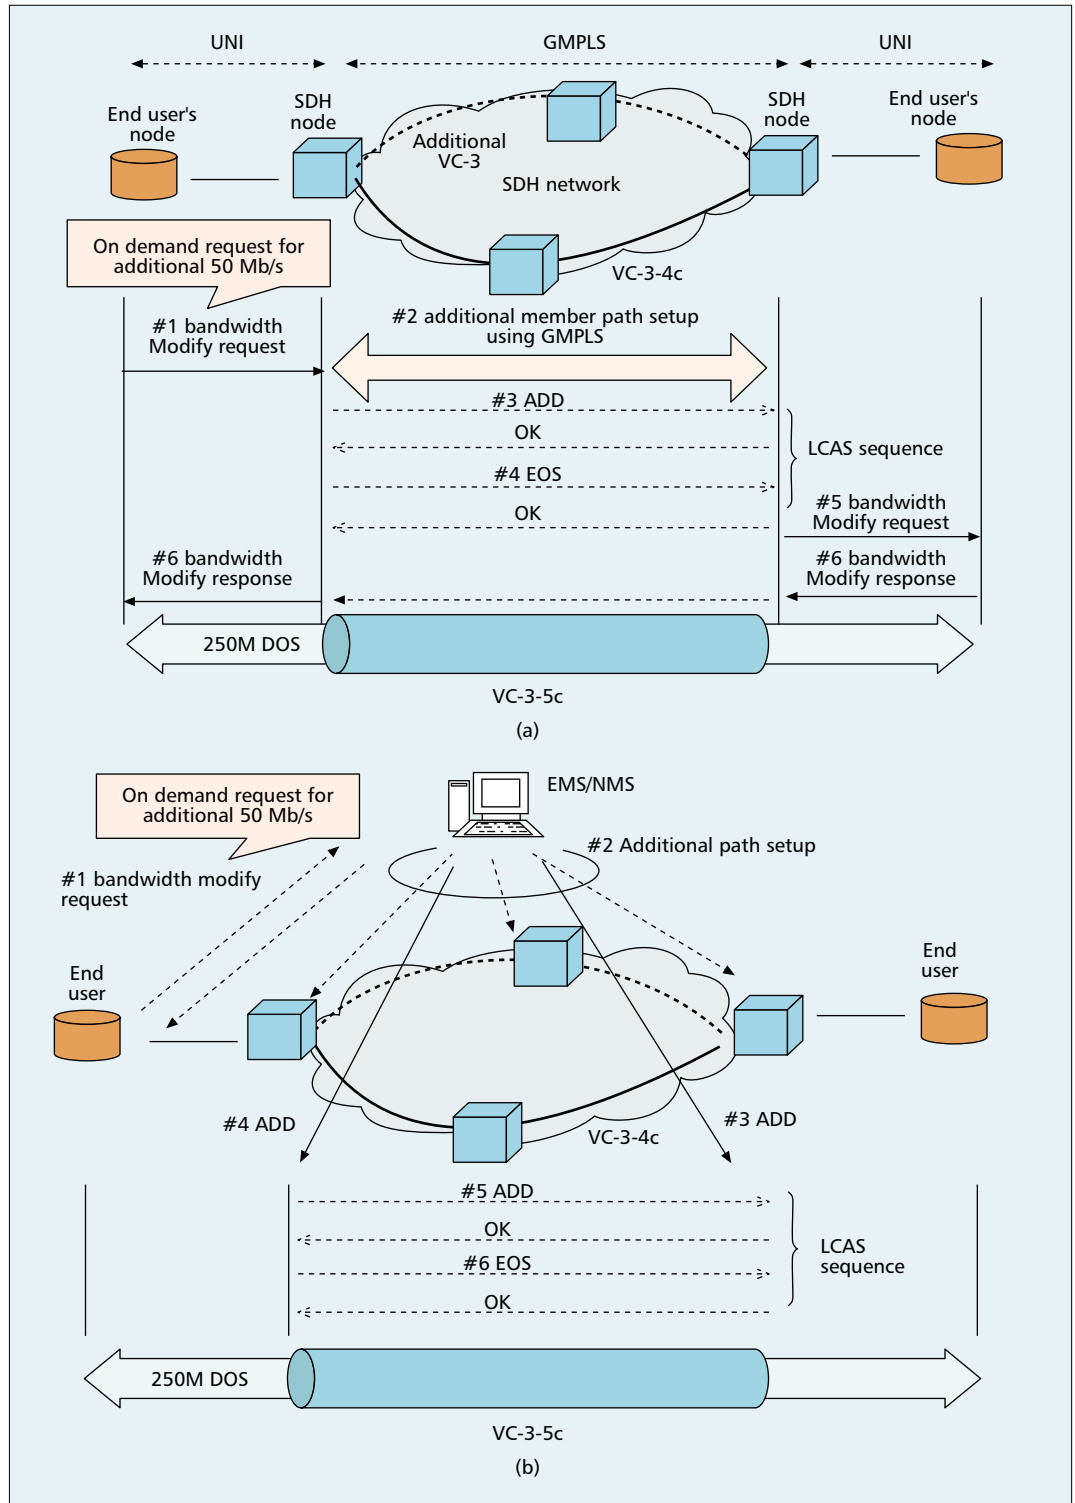 UNI
GMPLS
UNI
End user's
node
SDH
node
Additional
VC-3
SDH network
SDH
node
End user's
node
On demand request for
additional 50 Mb/s
VC-3-4c
#1 bandwidth
Modify request
#2 additional member path setup
using GMPLS
#3 ADD
OK
LCAS sequence
#4 EOS
OK
#5 bandwidth
Modify request
#6 bandwidth
Modify response
#6 bandwidth
Modify response
250M DOS
VC-3-5c
(a)
EMS/NMS
On demand request for
additional 50 Mb/s
#2 Additional path setup
#1 bandwidth modify
request
End
user
End
user
#4 ADD
VC-3-4c
#3 ADD
#5 ADD
OK
LCAS
sequence
#6 EOS
OK
250M DOS
VC-3-5c
(b)